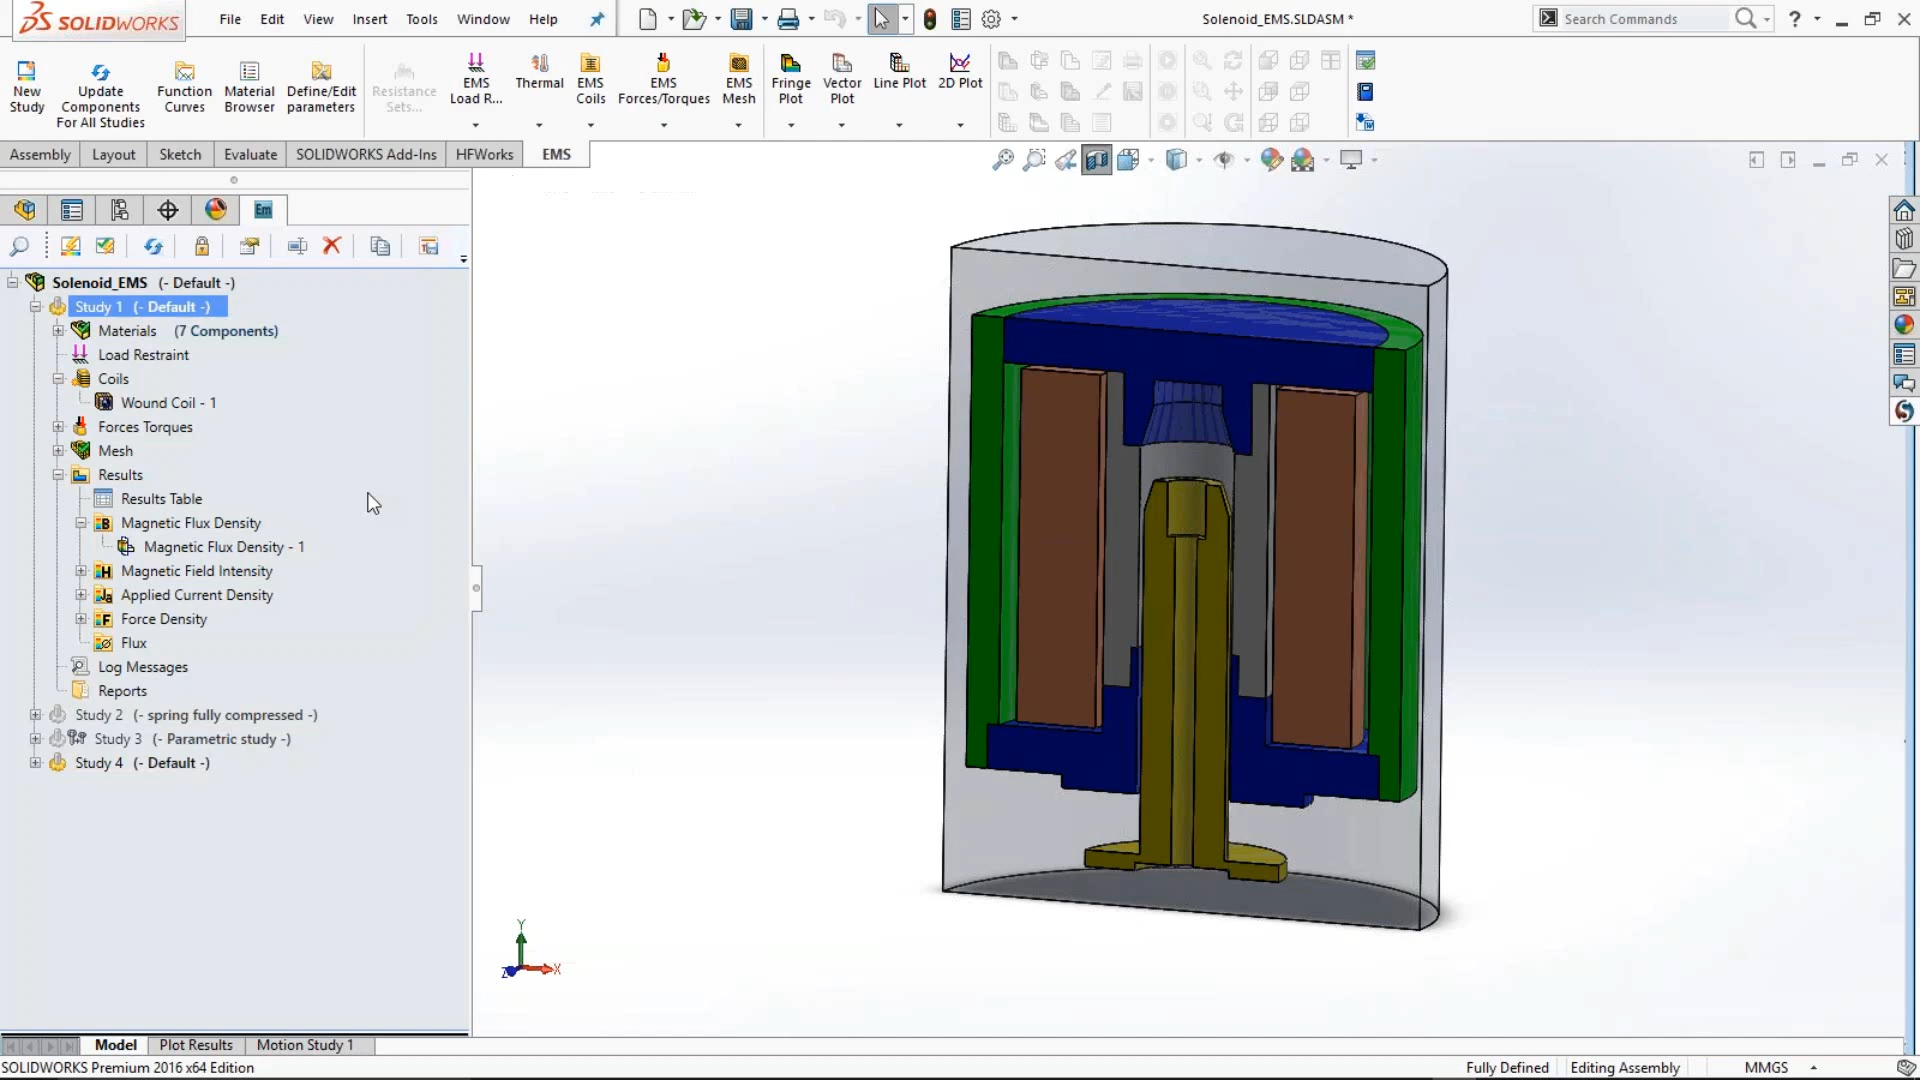 SOLIDWORKS File Edit View Insert Tools Window Help Solenoid_EMS.SLDASM * Search Commands ?
New Study
Update Components For All Studies
Function Curves
Material Browser
Define/Edit parameters
Resistance Sets...
EMS Load R...
Thermal
EMS Coils
EMS Forces/Torques
EMS Mesh
Fringe Plot
Vector Plot
Line Plot
2D Plot
Assembly Layout Sketch Evaluate SOLIDWORKS Add-Ins HFWorks EMS
Em
Solenoid_EMS (- Default -)
Study 1 (- Default -)
Materials (7 Components)
Load Restraint
Coils
Wound Coil - 1
Forces Torques
Mesh
Results
Results Table
B Magnetic Flux Density
Magnetic Flux Density - 1
H Magnetic Field Intensity
Ja Applied Current Density
F Force Density
Flux
Log Messages
Reports
Study 2 (- spring fully compressed -)
Study 3 (- Parametric study -)
Study 4 (- Default -)
Y
Z X
Model Plot Results Motion Study 1
SOLIDWORKS Premium 2016 x64 Edition Fully Defined Editing Assembly MMGS